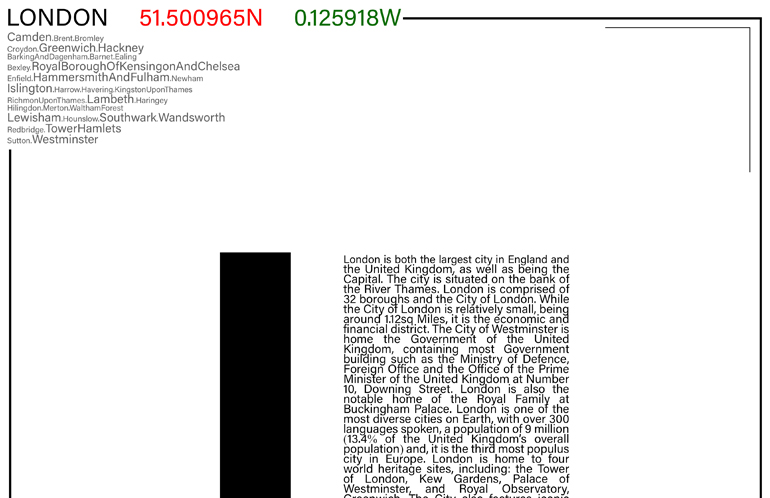 LONDON 51.500965N 0.125918W
Camden.Brent.Bromley
Croydon.Greenwich.Hackney
BarkingAndDagenham.Barnet.Ealing
Bexley.RoyalBoroughOfKensingonAndChelsea
Enfield.HammersmithAndFulham.Newham
Islington.Harrow.Havering.KingstonUponThames
RichmonUponThames.Lambeth.Haringey
Hilingdon.Merton.WalthamForest
Lewisham.Hounslow.Southwark.Wandsworth
Redbridge.TowerHamlets
Sutton.Westminster
London is both the largest city in England and
the United Kingdom, as well as being the
Capital. The city is situated on the bank of
the River Thames. London is comprised of
32 boroughs and the City of London. While
the City of London is relatively small, being
around 1.12sq Miles, it is the economic and
financial district. The City of Westminster is
home the Government of the United
Kingdom, containing most Government
building such as the Ministry of Defence,
Foreign Office and the Office of the Prime
Minister of the United Kingdom at Number
10, Downing Street. London is also the
notable home of the Royal Family at
Buckingham Palace. London is one of the
most diverse cities on Earth, with over 300
languages spoken, a population of 9 million
(13.4% of the United Kingdom's overall
population) and, it is the third most populus
city in Europe. London is home to four
world heritage sites, including: the Tower
of London, Kew Gardens, Palace of
Westminster, and Royal Observatory,
Greenwich. The City also features iconic